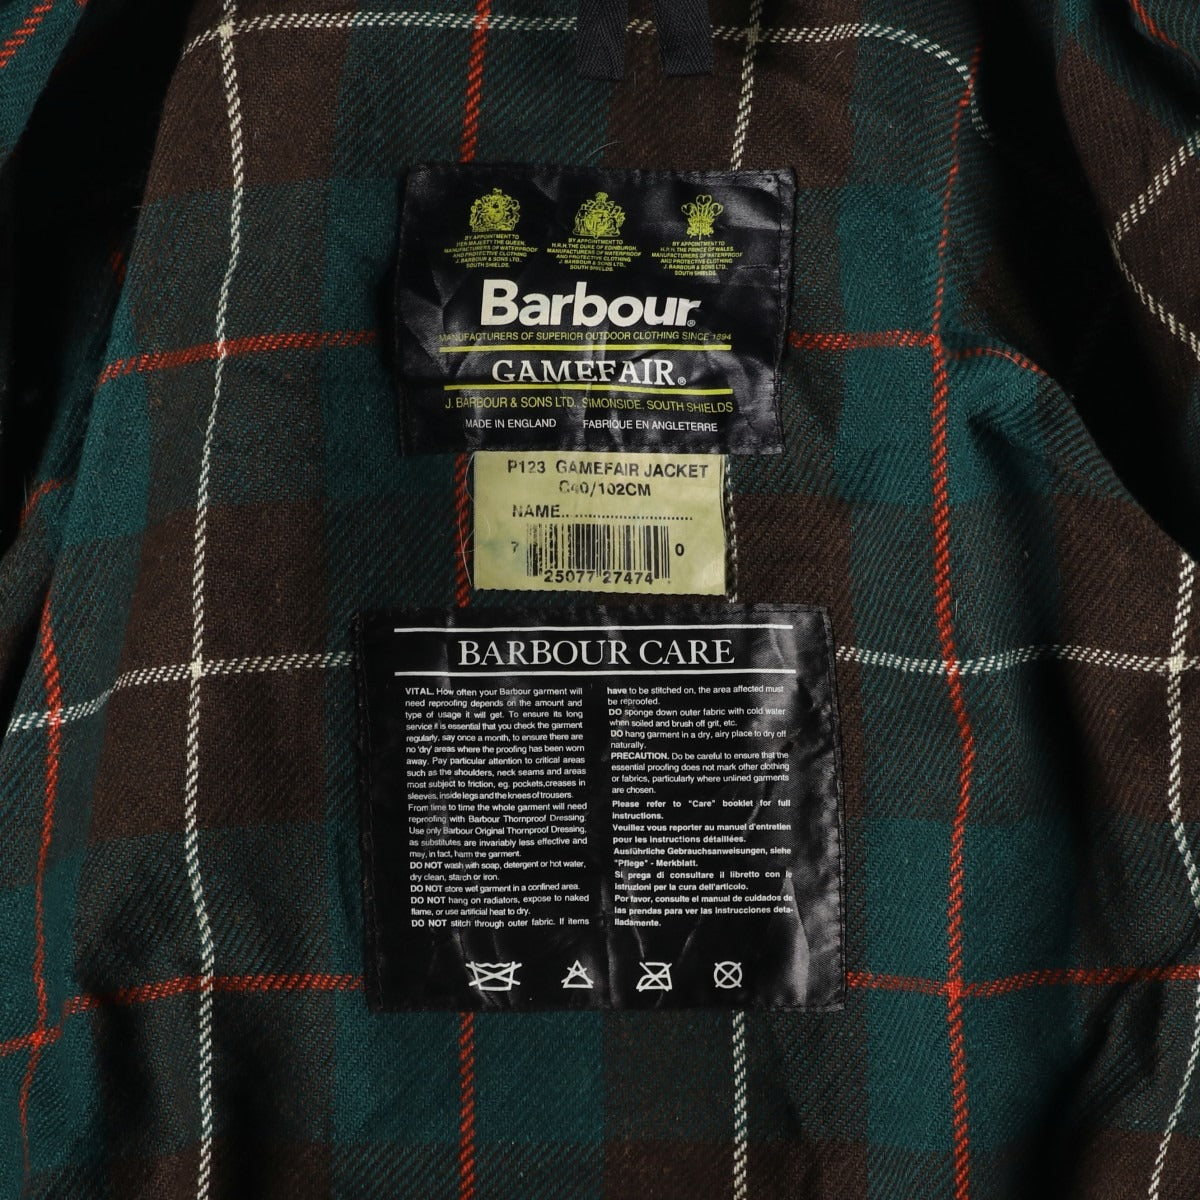 BY APPOINTMENT TO
HER MAJESTY THE QUEEN
MANUFACTURERS OF WATERPROOF
AND PROTECTIVE CLOTHING
J. BARBOUR & SONS LTD.,
SOUTH SHIELDS.
BY APPOINTMENT TO
H.R.H. THE DUKE OF EDINBURGH,
MANUFACTURERS OF WATERPROOF
AND PROTECTIVE CLOTHING
J. BARBOUR & SONS LTD.,
SOUTH SHIELDS.
BY APPOINTMENT TO
H.R.H. THE PRINCE OF WALES
MANUFACTURERS OF WATERPROOF
AND PROTECTIVE CLOTHING
J. BARBOUR & SONS LTD.,
SOUTH SHIELDS.
Barbour®
MANUFACTURERS OF SUPERIOR OUTDOOR CLOTHING SINCE 1894
GAMEFAIR®
J. BARBOUR & SONS LTD., SIMONSIDE, SOUTH SHIELDS
MADE IN ENGLAND FABRIQUE EN ANGLETERRE
P123 GAMEFAIR JACKET
C40/102CM
NAME..............................
7 25077 27474 0
BARBOUR CARE
VITAL. How often your Barbour garment will
need reproofing depends on the amount and
type of usage it will get. To ensure its long
service it is essential that you check the garment
regularly, say once a month, to ensure there are
no 'dry' areas where the proofing has been worn
away. Pay particular attention to critical areas
such as the shoulders, neck seams and areas
most subject to friction, eg. pockets,creases in
sleeves, inside legs and the knees of trousers.
From time to time the whole garment will need
reproofing with Barbour Thornproof Dressing.
Use only Barbour Original Thornproof Dressing,
as substitutes are invariably less effective and
may, in fact, harm the garment.
DO NOT wash with soap, detergent or hot water,
dry clean, starch or iron.
DO NOT store wet garment in a confined area.
DO NOT hang on radiators, expose to naked
flame, or use artificial heat to dry.
DO NOT stitch through outer fabric. If items
have to be stitched on, the area affected must
be reproofed.
DO sponge down outer fabric with cold water
when soiled and brush off grit, etc.
DO hang garment in a dry, airy place to dry off
naturally.
PRECAUTION. Do be careful to ensure that the
essential proofing does not mark other clothing
or fabrics, particularly where unlined garments
are chosen.
Please refer to "Care" booklet for full
instructions.
Veuillez vous reporter au manuel d'entretien
pour les instructions détaillées.
Ausführliche Gebrauchsanweisungen, siehe
"Pflege" - Merkblatt.
Si prega di consultare il libretto con le
istruzioni per la cura dell'articolo.
Por favor, consulte el manual de cuidados de
las prendas para ver las instrucciones deta-
lladamente.